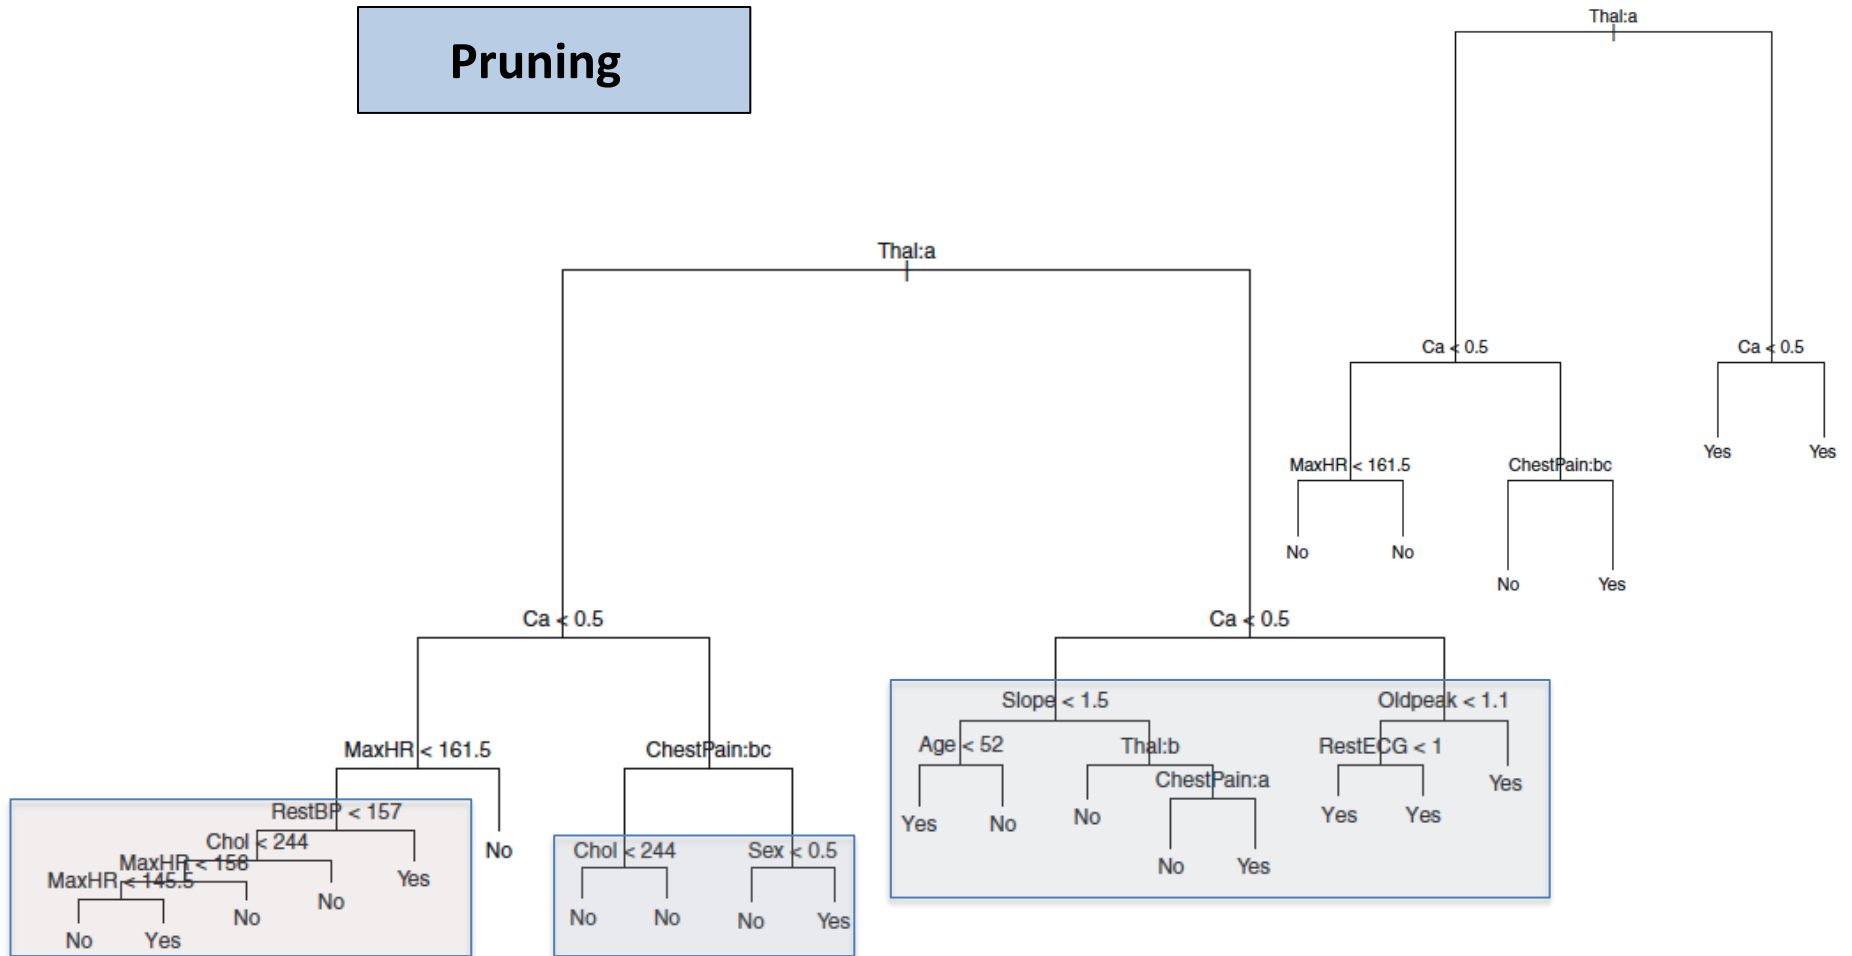 Pruning
Thal:a
Ca < 0.5
Ca < 0.5
MaxHR < 161.5
ChestPain:bc
Yes
Yes
No
No
No
Yes
Thal:a
Ca < 0.5
Ca < 0.5
MaxHR < 161.5
ChestPain:bc
Slope < 1.5
Oldpeak < 1.1
Age < 52
Thal:b
RestECG < 1
ChestPain:a
Yes
No
No
Yes
Yes
Yes
No
Yes
RestBP < 157
Chol < 244
MaxHR < 156
MaxHR < 145.5
No
Yes
No
No
Yes
No
Chol < 244
Sex < 0.5
No
No
No
Yes